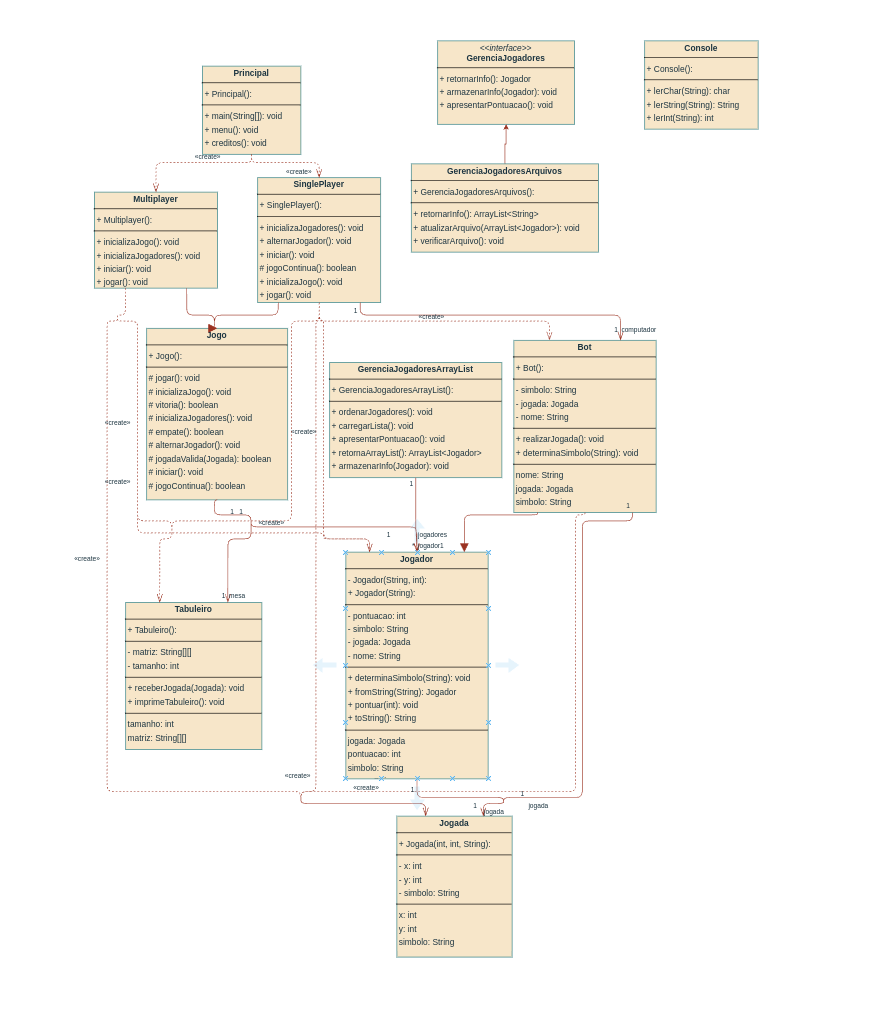 <<interface>>
GerenciaJogadores
+ retornarInfo(): Jogador
+ armazenarInfo(Jogador): void
+ apresentarPontuacao(): void
Console
+ Console():
+ lerChar(String): char
+ lerString(String): String
+ lerInt(String): int
Principal
+ Principal():
+ main(String[]): void
+ menu(): void
+ creditos(): void
«create»
«create»
GerenciaJogadoresArquivos
+ GerenciaJogadoresArquivos():
+ retornarInfo(): ArrayList<String>
+ atualizarArquivo(ArrayList<Jogador>): void
+ verificarArquivo(): void
Multiplayer
+ Multiplayer():
+ inicializaJogo(): void
+ inicializaJogadores(): void
+ iniciar(): void
+ jogar(): void
SinglePlayer
+ SinglePlayer():
+ inicializaJogadores(): void
+ alternarJogador(): void
+ iniciar(): void
# jogoContinua(): boolean
+ inicializaJogo(): void
+ jogar(): void
1
«create»
1
computador
Jogo
+ Jogo():
# jogar(): void
# inicializaJogo(): void
# vitoria(): boolean
# inicializaJogadores(): void
# empate(): boolean
# alternarJogador(): void
# jogadaValida(Jogada): boolean
# iniciar(): void
# jogoContinua(): boolean
GerenciaJogadoresArrayList
+ GerenciaJogadoresArrayList():
+ ordenarJogadores(): void
+ carregarLista(): void
+ apresentarPontuacao(): void
+ retornaArrayList(): ArrayList<Jogador>
+ armazenarInfo(Jogador): void
Bot
+ Bot():
- simbolo: String
- jogada: Jogada
- nome: String
+ realizarJogada(): void
+ determinaSimbolo(String): void
nome: String
jogada: Jogada
simbolo: String
1
«create»
«create»
«create»
1
1
1
«create»
1
jogadores
*
jogador1
«create»
1
mesa
Jogador
- Jogador(String, int):
+ Jogador(String):
- pontuacao: int
- simbolo: String
- jogada: Jogada
- nome: String
+ determinaSimbolo(String): void
+ fromString(String): Jogador
+ pontuar(int): void
+ toString(): String
jogada: Jogada
pontuacao: int
simbolo: String
Tabuleiro
+ Tabuleiro():
- matriz: String[][]
- tamanho: int
+ receberJogada(Jogada): void
+ imprimeTabuleiro(): void
tamanho: int
matriz: String[][]
«create»
«create»
1
1
jogada
1
jogada
Jogada
+ Jogada(int, int, String):
- x: int
- y: int
- simbolo: String
x: int
y: int
simbolo: String